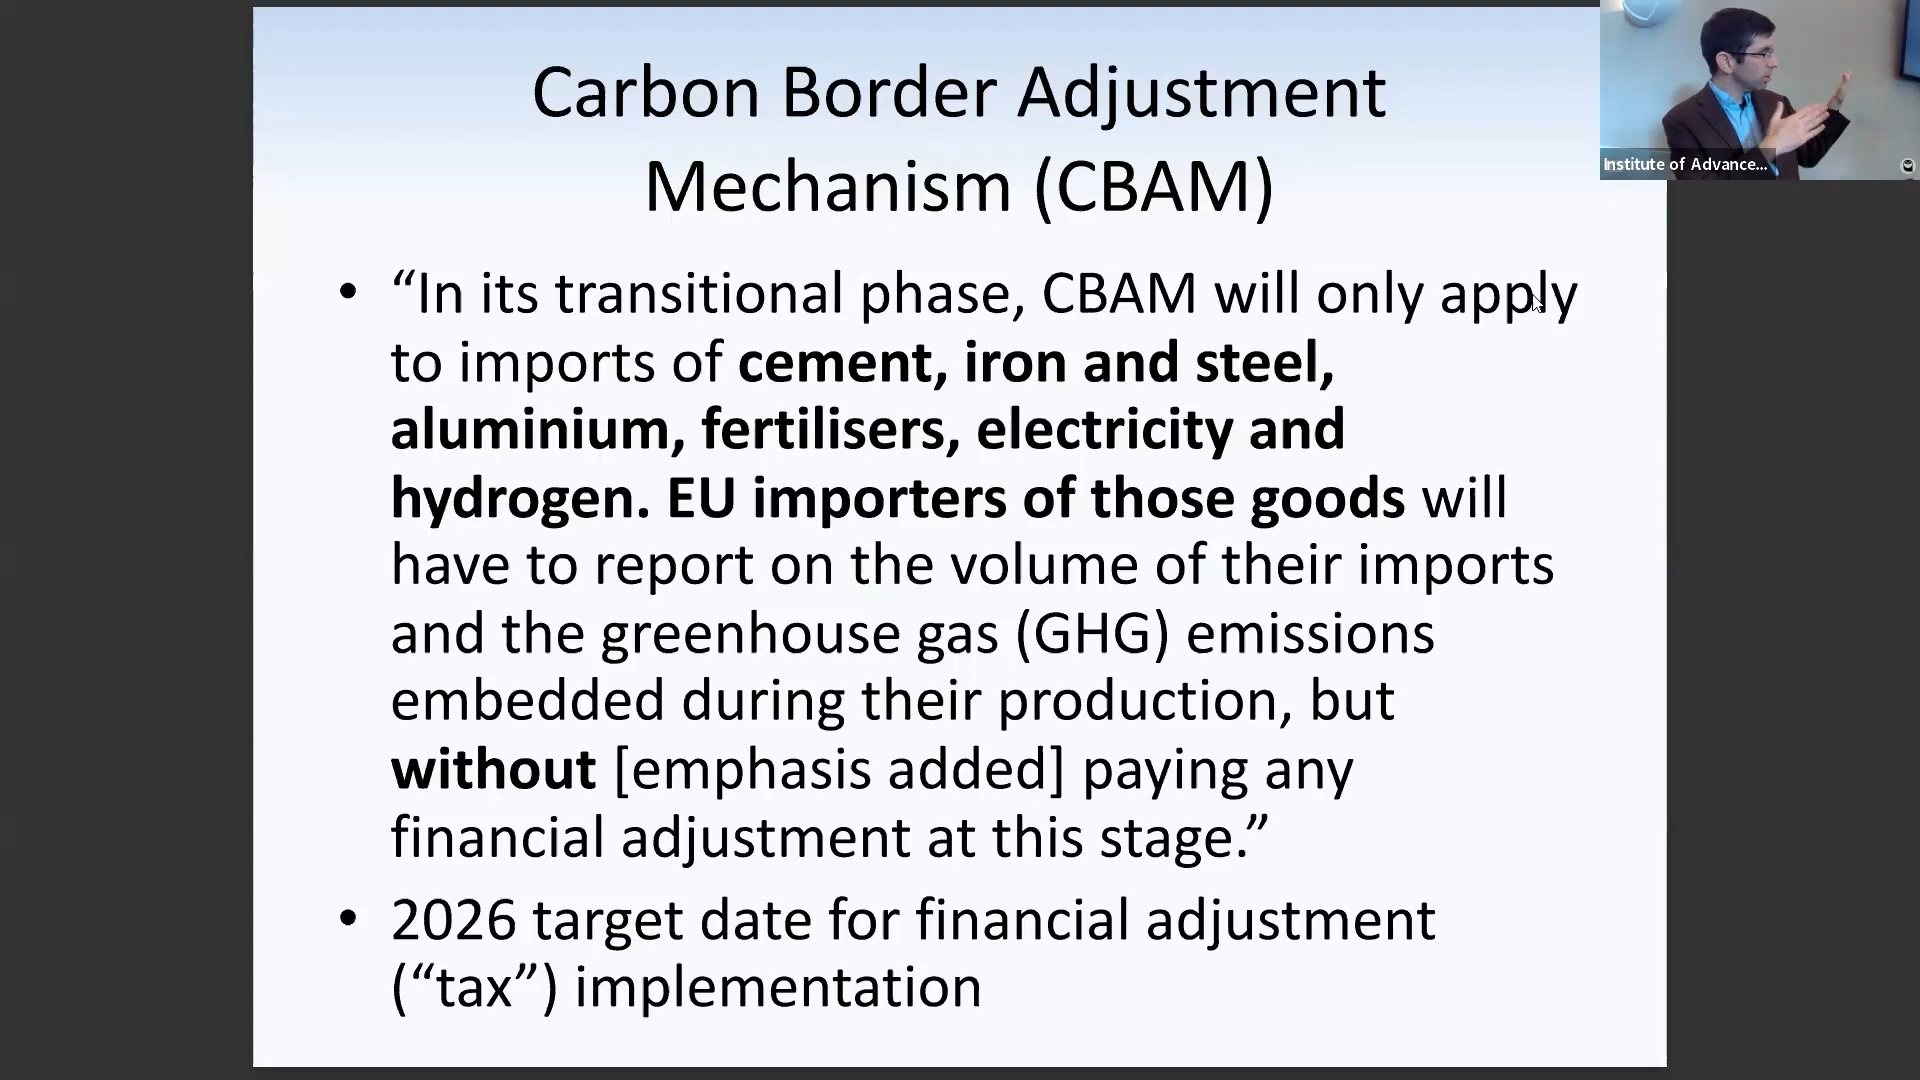 Carbon Border Adjustment
Mechanism (CBAM)
• “In its transitional phase, CBAM will only apply
to imports of cement, iron and steel,
aluminium, fertilisers, electricity and
hydrogen. EU importers of those goods will
have to report on the volume of their imports
and the greenhouse gas (GHG) emissions
embedded during their production, but
without [emphasis added] paying any
financial adjustment at this stage.”
• 2026 target date for financial adjustment
(“tax”) implementation
Institute of Advance...